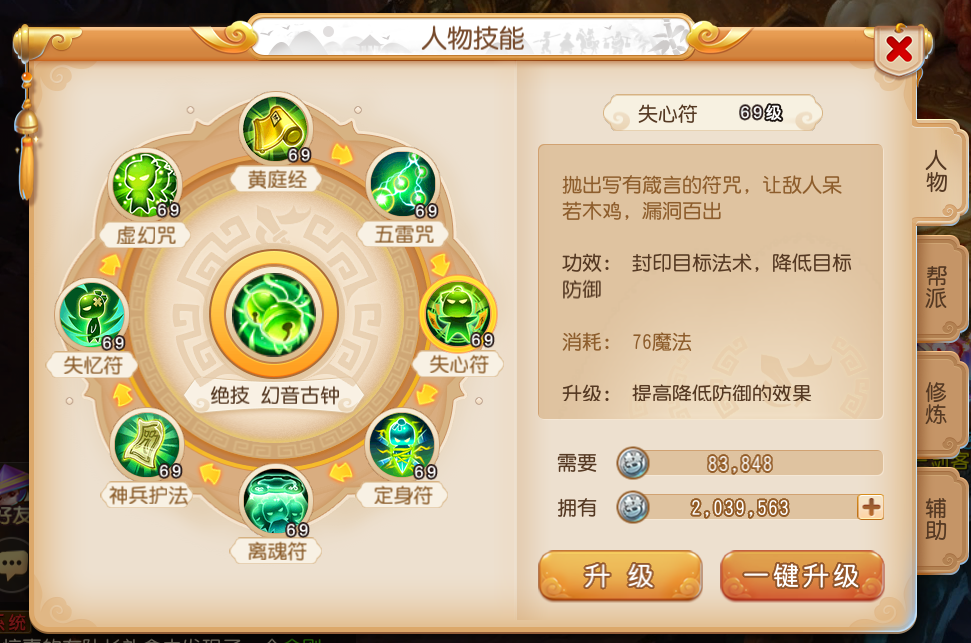 人物技能
黄庭经
69
五雷咒
69
失心符
69
定身符
69
离魂符
69
神兵护法
69
失忆符
69
虚幻咒
69
绝技 幻音古钟
失心符 69级
抛出写有箴言的符咒，让敌人呆
若木鸡，漏洞百出
功效： 封印目标法术，降低目标
防御
消耗： 76魔法
升级： 提高降低防御的效果
需要 83,848
拥有 2,039,563
升 级
一键升级
人物
帮派
修炼
辅助
好友
系统